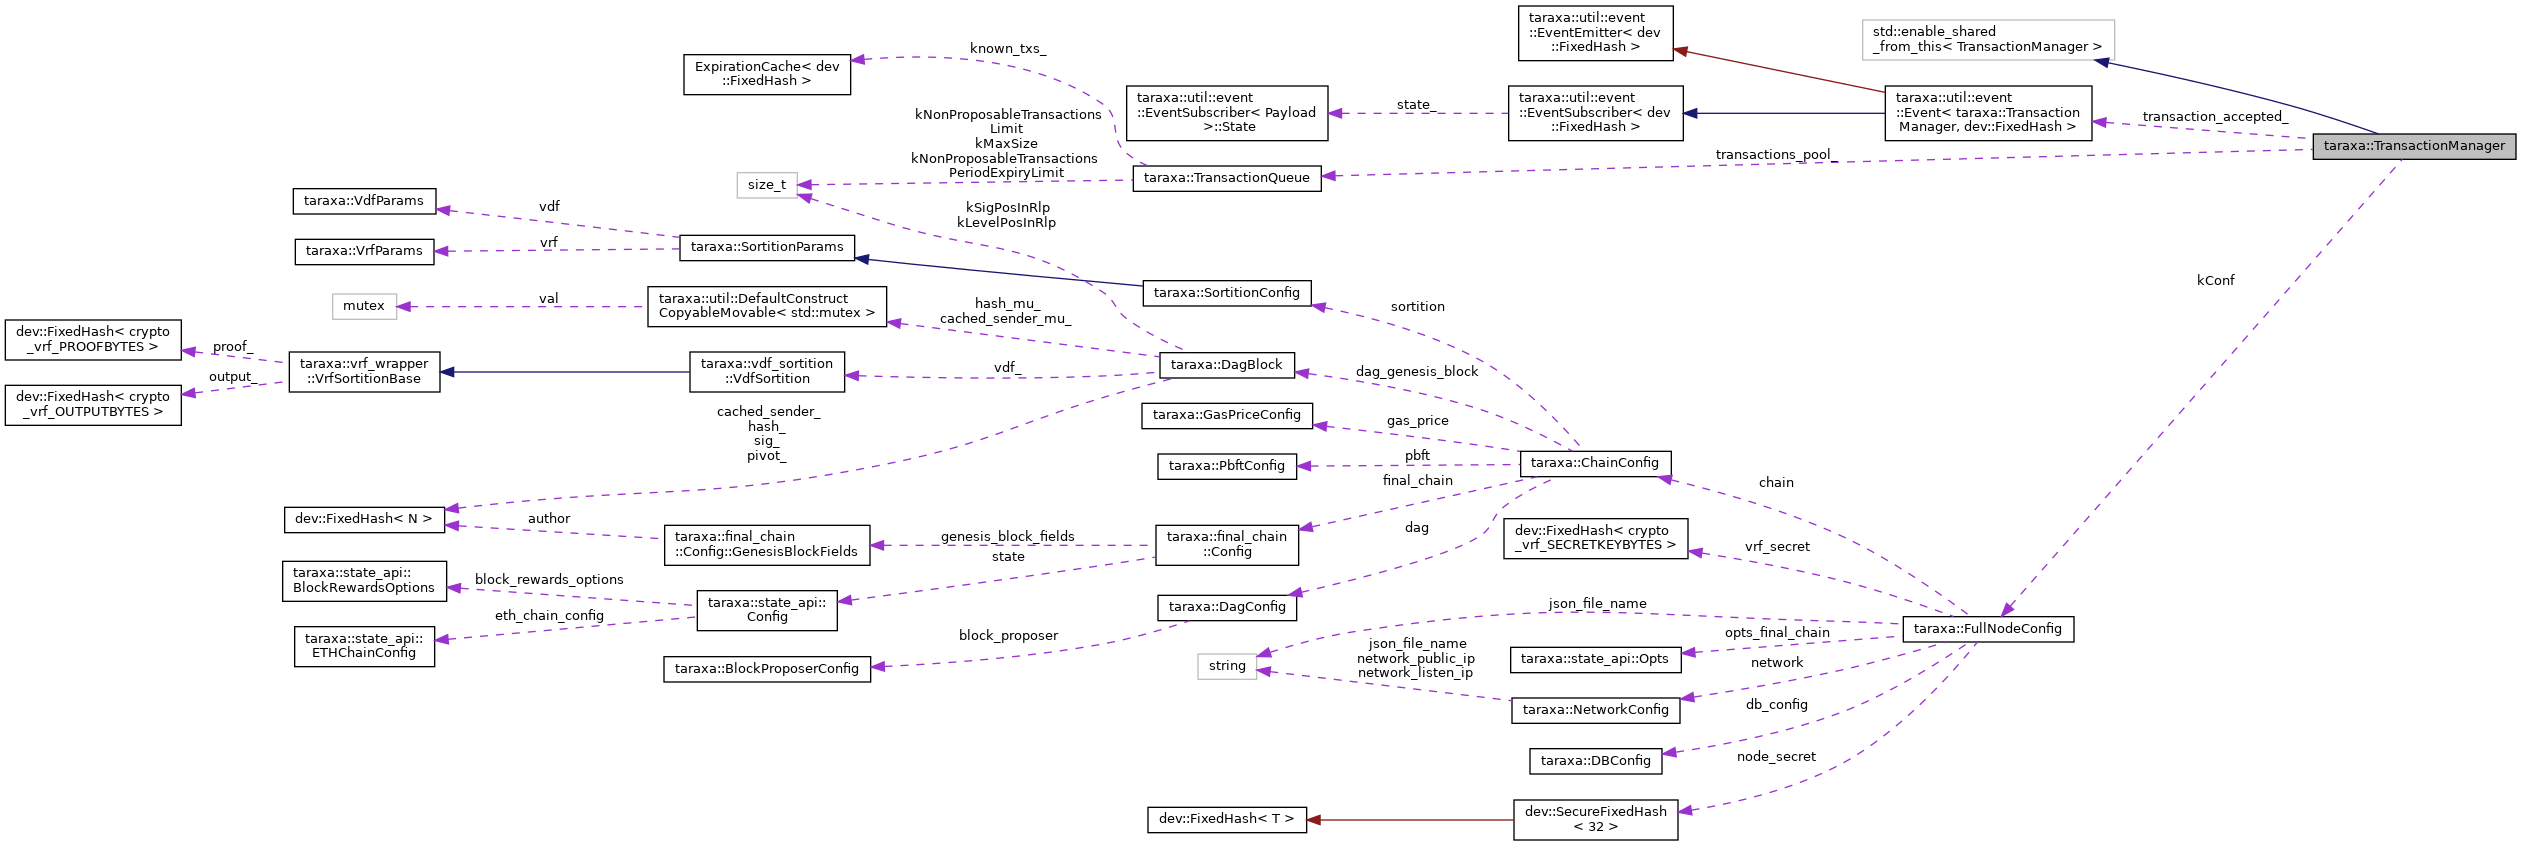 taraxa::util::event
::EventEmitter< dev
::FixedHash >
std::enable_shared
_from_this< TransactionManager >
known_txs_
ExpirationCache< dev
::FixedHash >
taraxa::util::event
::EventSubscriber< Payload
>::State
state_
taraxa::util::event
::EventSubscriber< dev
::FixedHash >
taraxa::util::event
::Event< taraxa::Transaction
Manager, dev::FixedHash >
transaction_accepted_
taraxa::TransactionManager
kNonProposableTransactions
Limit
kMaxSize
kNonProposableTransactions
PeriodExpiryLimit
transactions_pool_
taraxa::TransactionQueue
size_t
taraxa::VdfParams
vdf
kSigPosInRlp
kLevelPosInRlp
taraxa::VrfParams
vrf
taraxa::SortitionParams
kConf
taraxa::SortitionConfig
sortition
mutex
val
taraxa::util::DefaultConstruct
CopyableMovable< std::mutex >
hash_mu_
cached_sender_mu_
dev::FixedHash< crypto
_vrf_PROOFBYTES >
proof_
taraxa::vrf_wrapper
::VrfSortitionBase
taraxa::vdf_sortition
::VdfSortition
vdf_
taraxa::DagBlock
dag_genesis_block
output_
dev::FixedHash< crypto
_vrf_OUTPUTBYTES >
cached_sender_
hash_
sig_
pivot_
taraxa::GasPriceConfig
gas_price
taraxa::PbftConfig
pbft
taraxa::ChainConfig
final_chain
chain
dev::FixedHash< N >
author
taraxa::final_chain
::Config::GenesisBlockFields
genesis_block_fields
state
taraxa::final_chain
::Config
dag
dev::FixedHash< crypto
_vrf_SECRETKEYBYTES >
vrf_secret
taraxa::state_api::
BlockRewardsOptions
block_rewards_options
taraxa::state_api::
Config
eth_chain_config
taraxa::state_api::
ETHChainConfig
taraxa::DagConfig
json_file_name
taraxa::FullNodeConfig
block_proposer
taraxa::BlockProposerConfig
string
json_file_name
network_public_ip
network_listen_ip
opts_final_chain
taraxa::state_api::Opts
network
taraxa::NetworkConfig
db_config
taraxa::DBConfig
node_secret
dev::FixedHash< T >
dev::SecureFixedHash
< 32 >